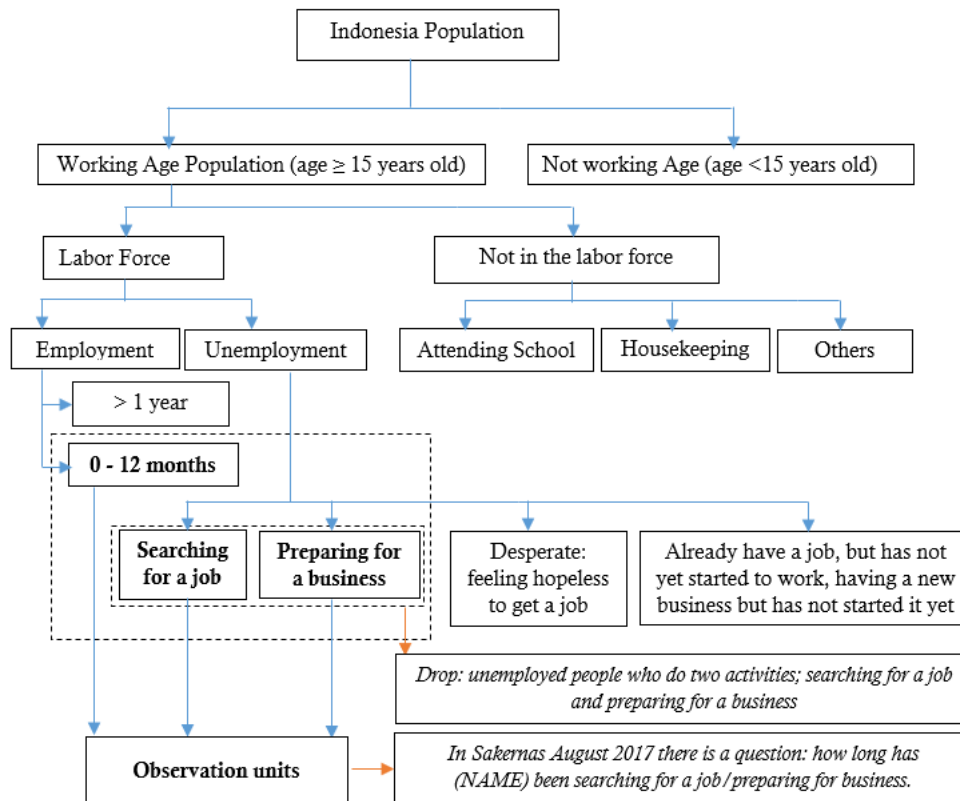 Indonesia Population
Working Age Population (age ≥ 15 years old)
Not working Age (age <15 years old)
Labor Force
Not in the labor force
Employment
Unemployment
Attending School
Housekeeping
Others
> 1 year
0 - 12 months
Searching
for a job
Preparing for
a business
Desperate:
feeling hopeless
to get a job
Already have a job, but has not
yet started to work, having a new
business but has not started it yet
Drop: unemployed people who do two activities; searching for a job
and preparing for a business
Observation units
In Sakernas August 2017 there is a question: how long has
(NAME) been searching for a job/preparing for business.